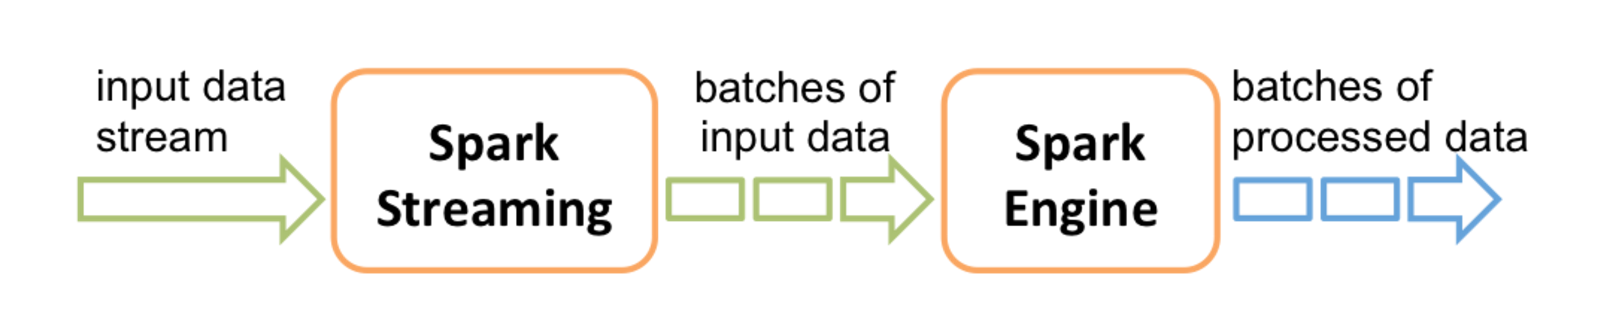 input data
stream
Spark
Streaming
batches of
input data
Spark
Engine
batches of
processed data